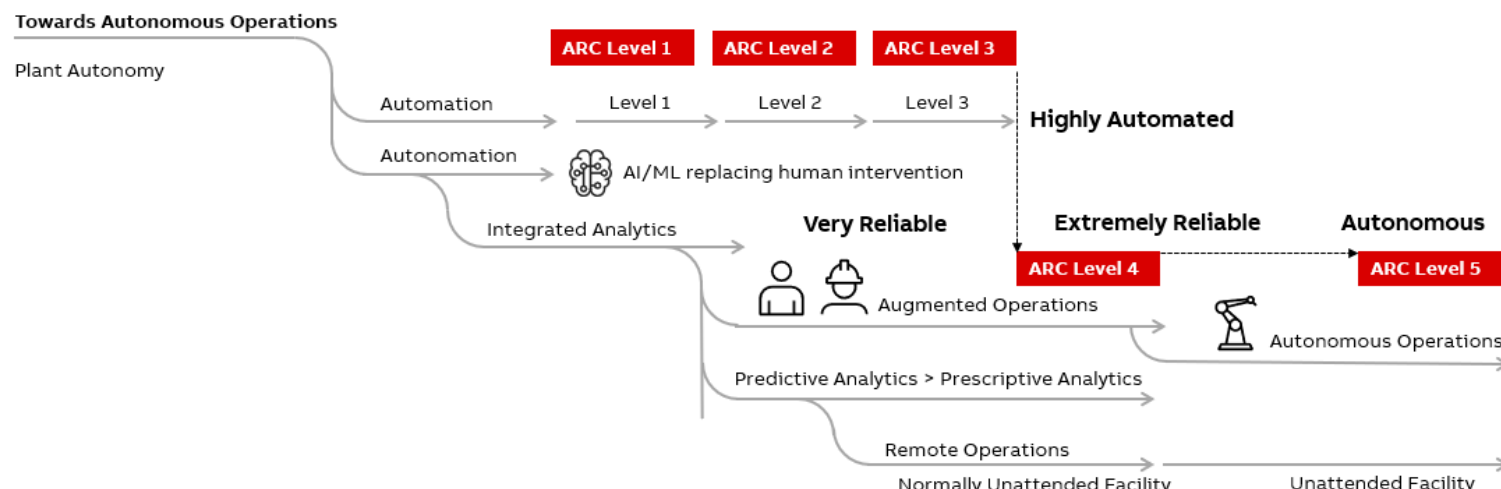 Towards Autonomous Operations
Plant Autonomy
ARC Level 1
ARC Level 2
ARC Level 3
Automation
Level 1
Level 2
Level 3
Highly Automated
Autonomation
AI/ML replacing human intervention
Integrated Analytics
Very Reliable
Extremely Reliable
Autonomous
ARC Level 4
ARC Level 5
Augmented Operations
Autonomous Operations
Predictive Analytics > Prescriptive Analytics
Remote Operations
Normally Unattended Facility
Unattended Facility